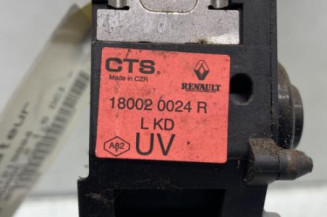 CTS
Made in CZR
RENAULT
18002 0024 R
L KD
A82
UV